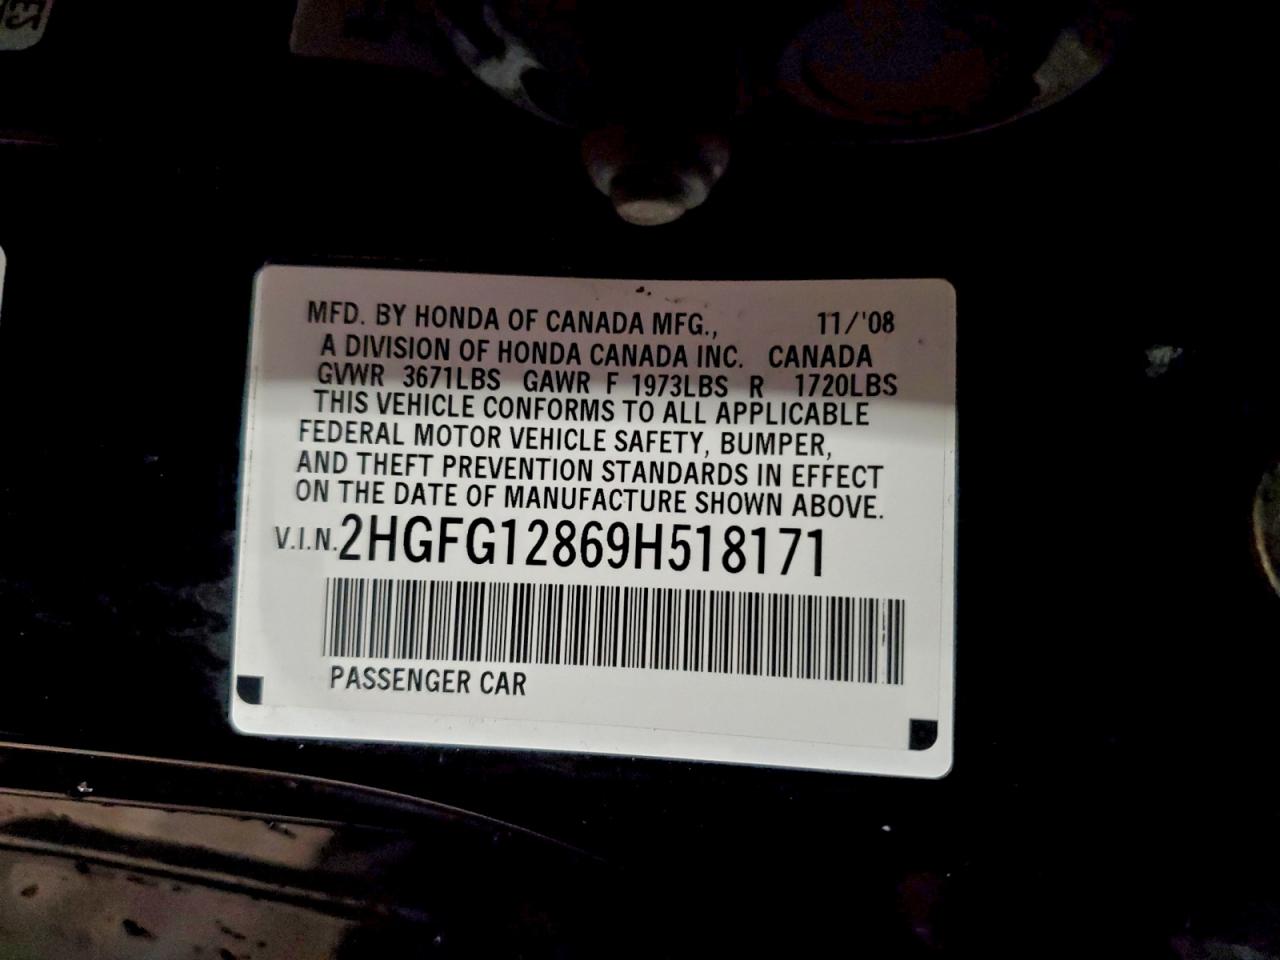 MFD. BY HONDA OF CANADA MFG., 11/'08
A DIVISION OF HONDA CANADA INC. CANADA
GVWR 3671LBS GAWR F 1973LBS R 1720LBS
THIS VEHICLE CONFORMS TO ALL APPLICABLE
FEDERAL MOTOR VEHICLE SAFETY, BUMPER,
AND THEFT PREVENTION STANDARDS IN EFFECT
ON THE DATE OF MANUFACTURE SHOWN ABOVE.
V.I.N. 2HGFG12869H518171
PASSENGER CAR